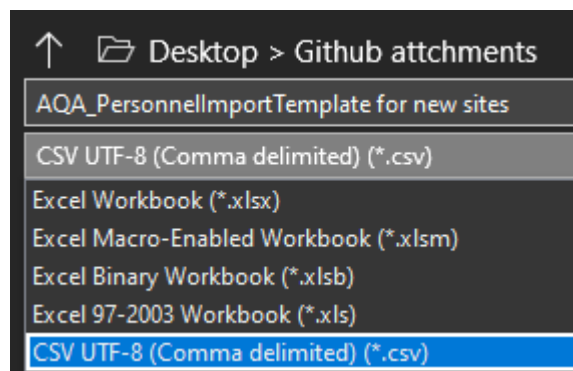 Desktop > Github attchments
AQA_PersonnelImportTemplate for new sites
CSV UTF-8 (Comma delimited) (*.csv)
Excel Workbook (*.xlsx)
Excel Macro-Enabled Workbook (*.xlsm)
Excel Binary Workbook (*.xlsb)
Excel 97-2003 Workbook (*.xls)
CSV UTF-8 (Comma delimited) (*.csv)